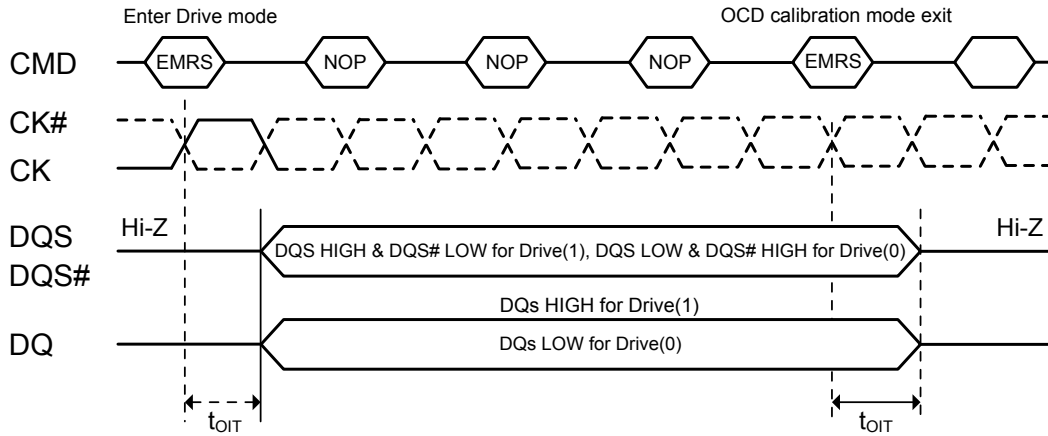 Enter Drive mode
OCD calibration mode exit
CMD
EMRS
NOP
NOP
NOP
EMRS
CK#
CK
DQS
DQS#
Hi-Z
DQS HIGH & DQS# LOW for Drive(1), DQS LOW & DQS# HIGH for Drive(0)
Hi-Z
DQs HIGH for Drive(1)
DQ
DQs LOW for Drive(0)
tOIT
tOIT